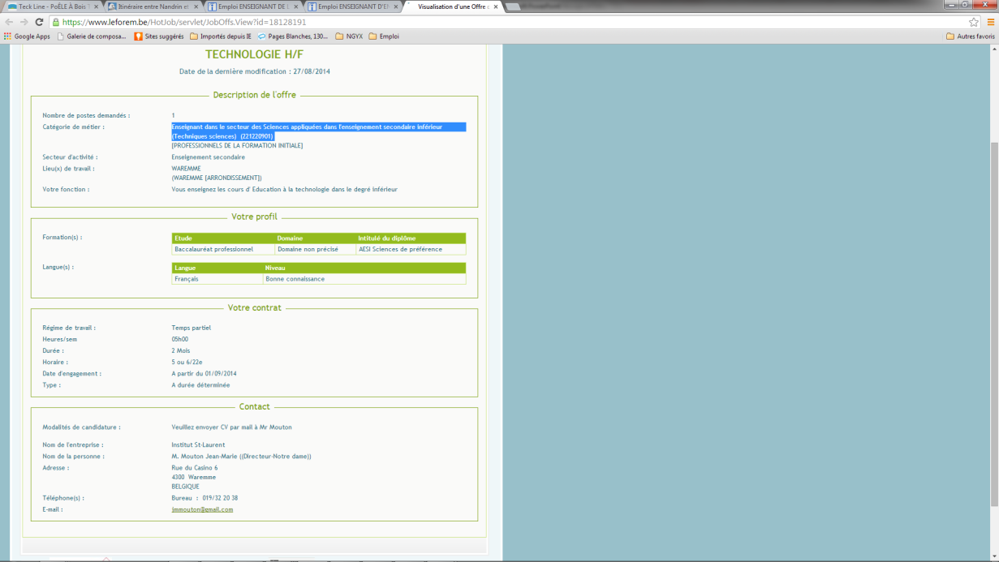 Teck Line - PoËLE À Bois T
Itinéraire entre Nandrin et
Emploi ENSEIGNANT DE L
Emploi ENSEIGNANT D'E
Visualisation d'une Offre
https://www.leforem.be/HotJob/servlet/JobOffs.View?id=18128191
Google Apps Galerie de composa... Sites suggérés Importés depuis IE Pages Blanches, 130... NGYX Emploi Autres favoris
TECHNOLOGIE H/F
Date de la dernière modification : 27/08/2014
Description de l'offre
Nombre de postes demandés : 1
Catégorie de métier : Enseignant dans le secteur des Sciences appliquées dans l'enseignement secondaire inférieur
(Techniques sciences) (221220901)
[PROFESSIONNELS DE LA FORMATION INITIALE]
Secteur d'activité : Enseignement secondaire
Lieu(x) de travail : WAREMME
(WAREMME [ARRONDISSEMENT])
Votre fonction : Vous enseignez les cours d' Education à la technologie dans le degré inférieur
Votre profil
Formation(s) : Etude Domaine Intitulé du diplôme
Baccalauréat professionnel Domaine non précisé AESI Sciences de préférence
Langue(s) : Langue Niveau
Français Bonne connaissance
Votre contrat
Régime de travail : Temps partiel
Heures/sem 05h00
Durée : 2 Mois
Horaire : 5 ou 6/22e
Date d'engagement : A partir du 01/09/2014
Type : A durée déterminée
Contact
Modalités de candidature : Veuillez envoyer CV par mail à Mr Mouton
Nom de l'entreprise : Institut St-Laurent
Nom de la personne : M. Mouton Jean-Marie ((Directeur-Notre dame))
Adresse : Rue du Casino 6
4300 Waremme
BELGIQUE
Téléphone(s) : Bureau : 019/32 20 38
E-mail : jmmouton@gmail.com